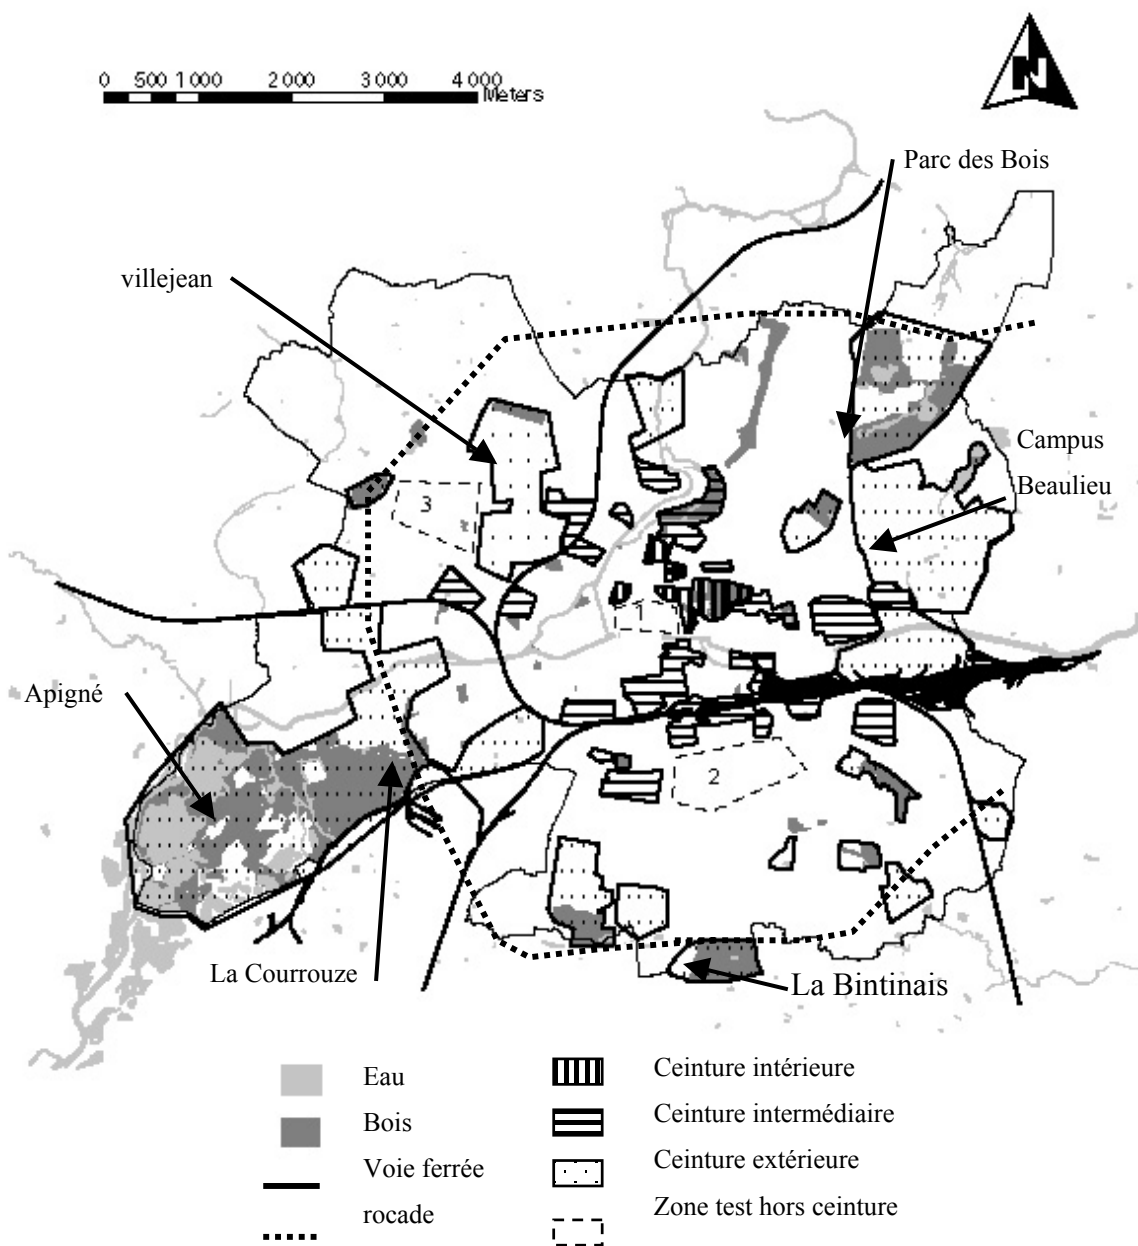 0 500 1 000 2 000 3 000 4 000
Meters
N
Parc des Bois
villejean
Campus
Beaulieu
3
1
Apigné
2
La Courrouze
La Bintinais
Eau
Bois
Voie ferrée
rocade
Ceinture intérieure
Ceinture intermédiaire
Ceinture extérieure
Zone test hors ceinture